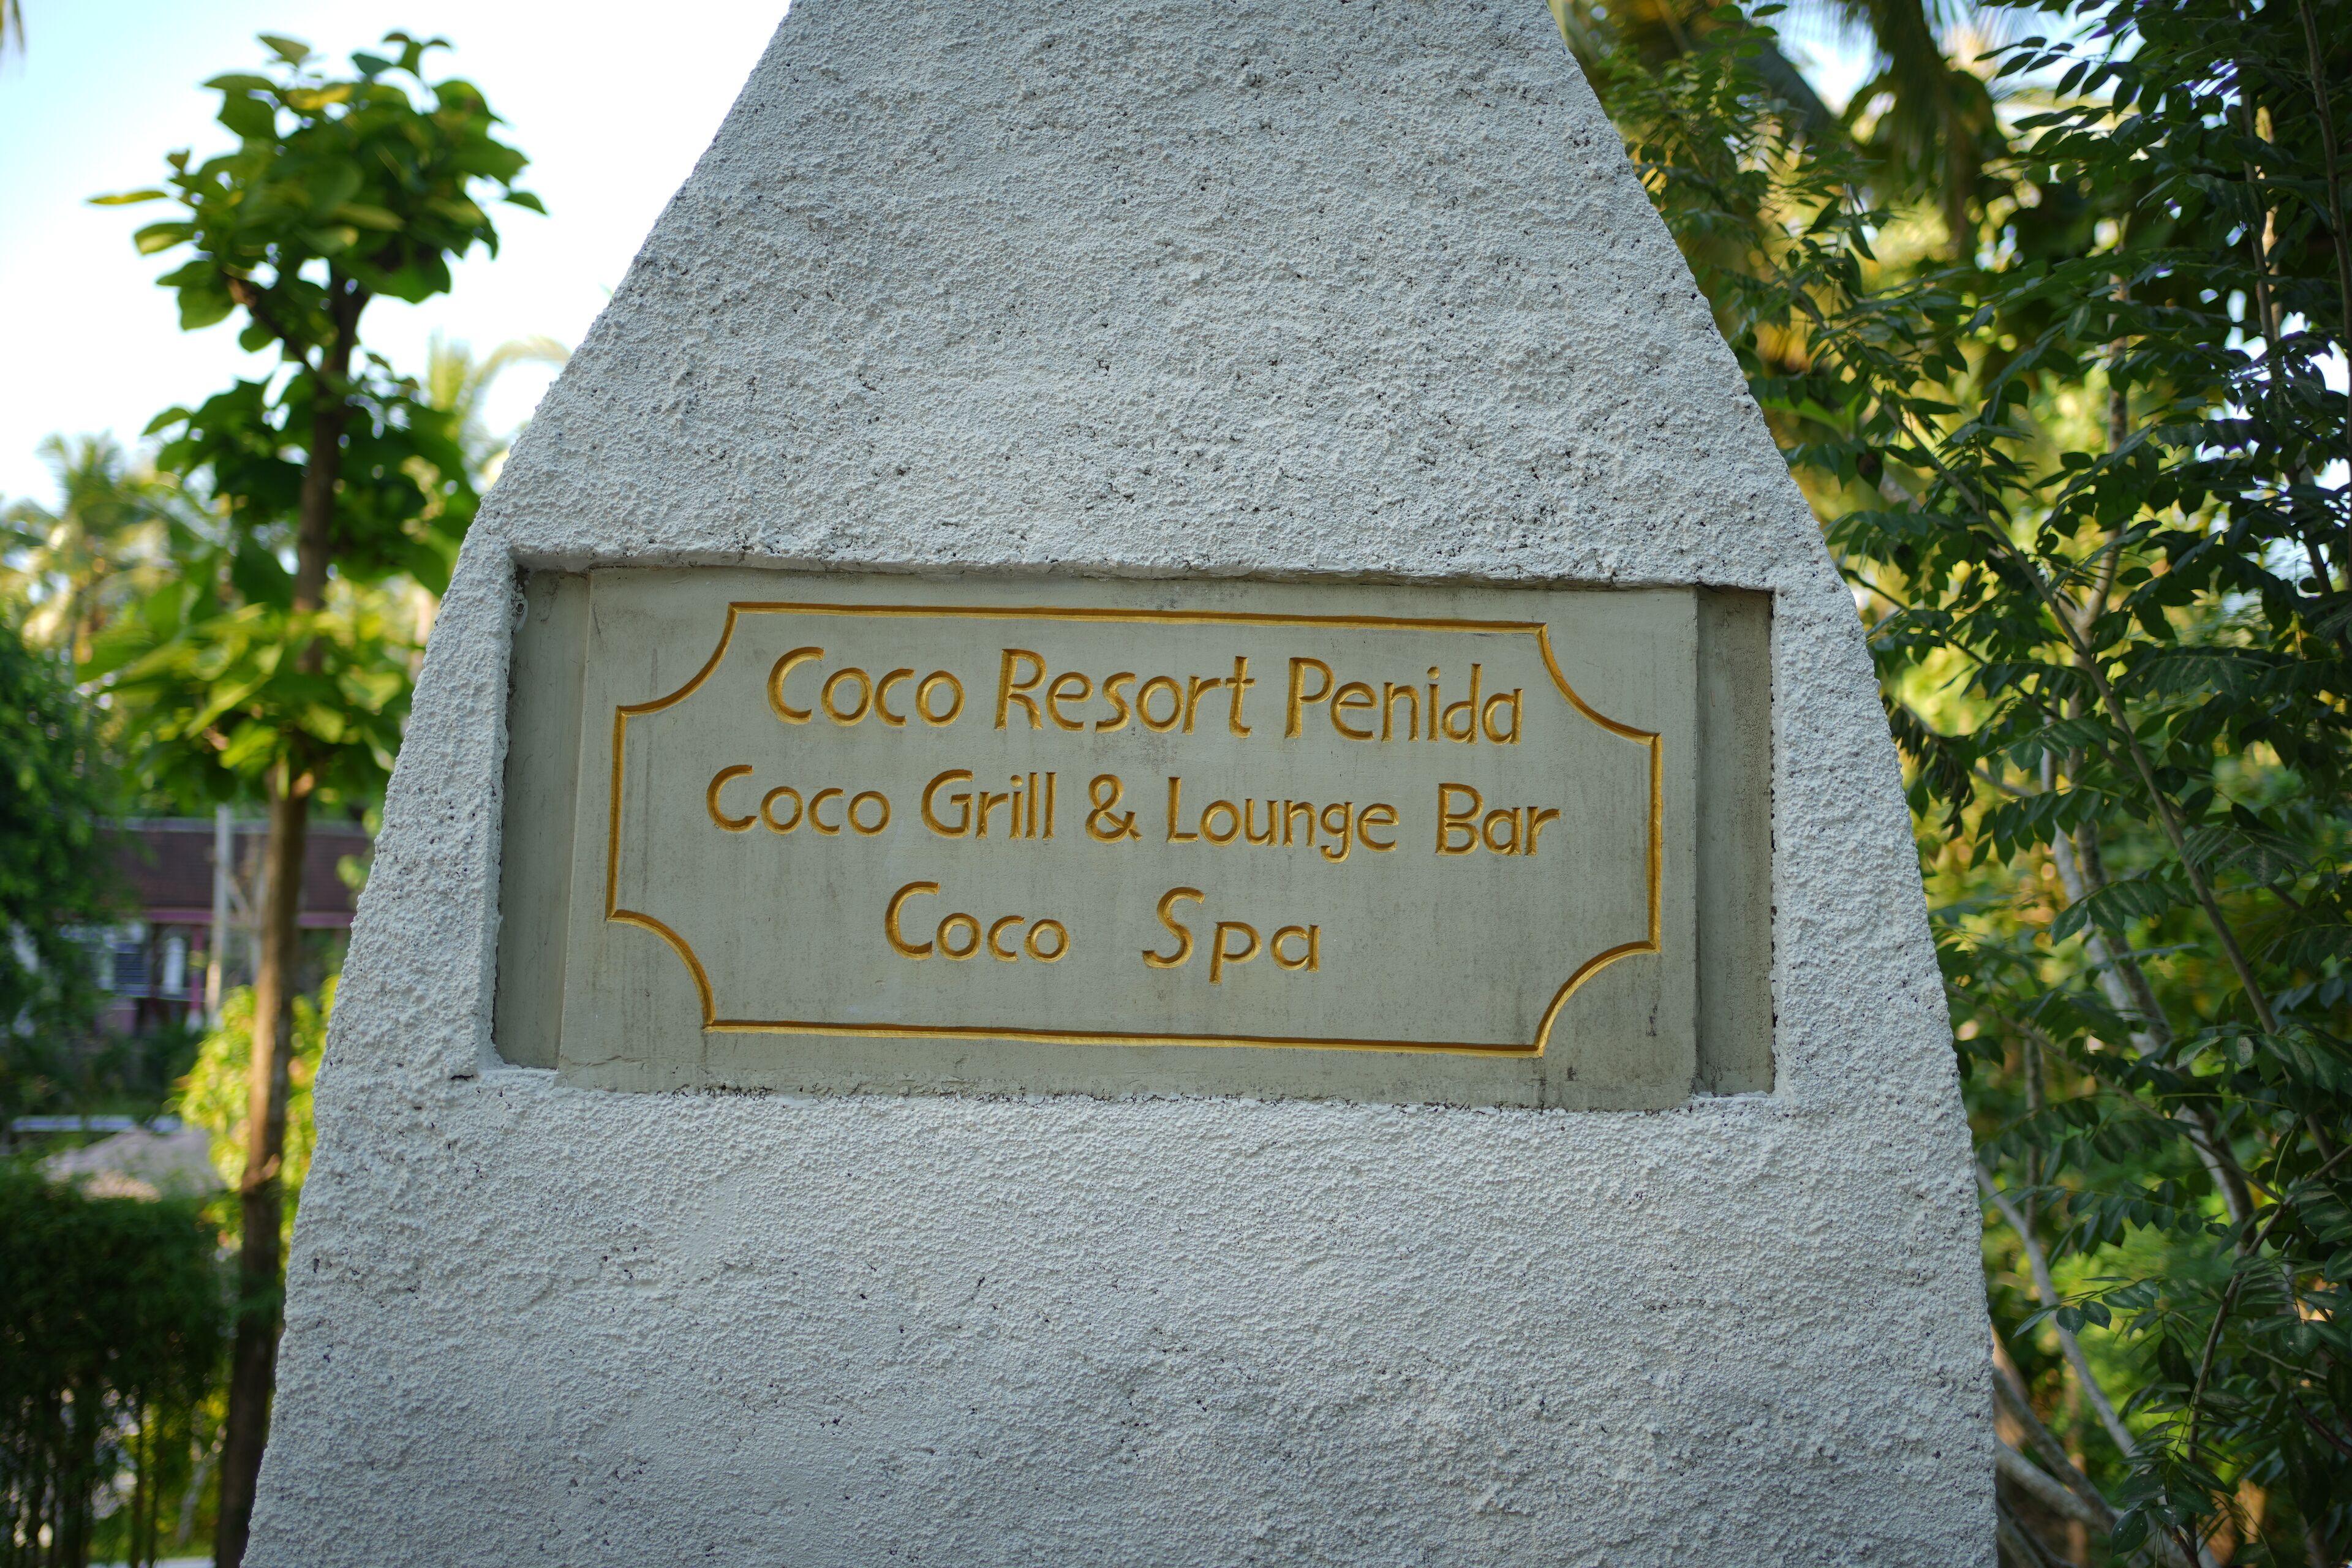 Coco Resort Penida
Coco Grill & Lounge Bar
Coco Spa